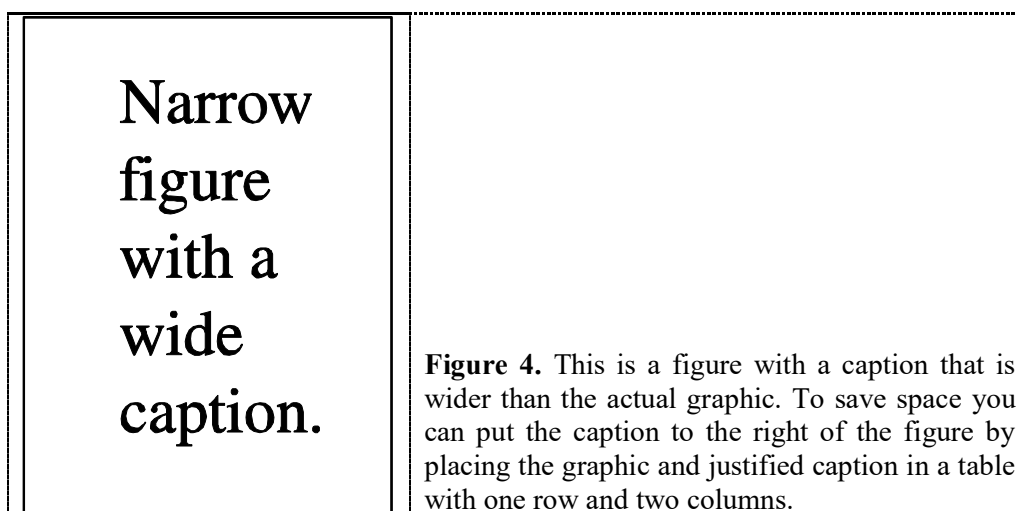 Narrow
figure
with a
wide
caption.
Figure 4. This is a figure with a caption that is
wider than the actual graphic. To save space you
can put the caption to the right of the figure by
placing the graphic and justified caption in a table
with one row and two columns.